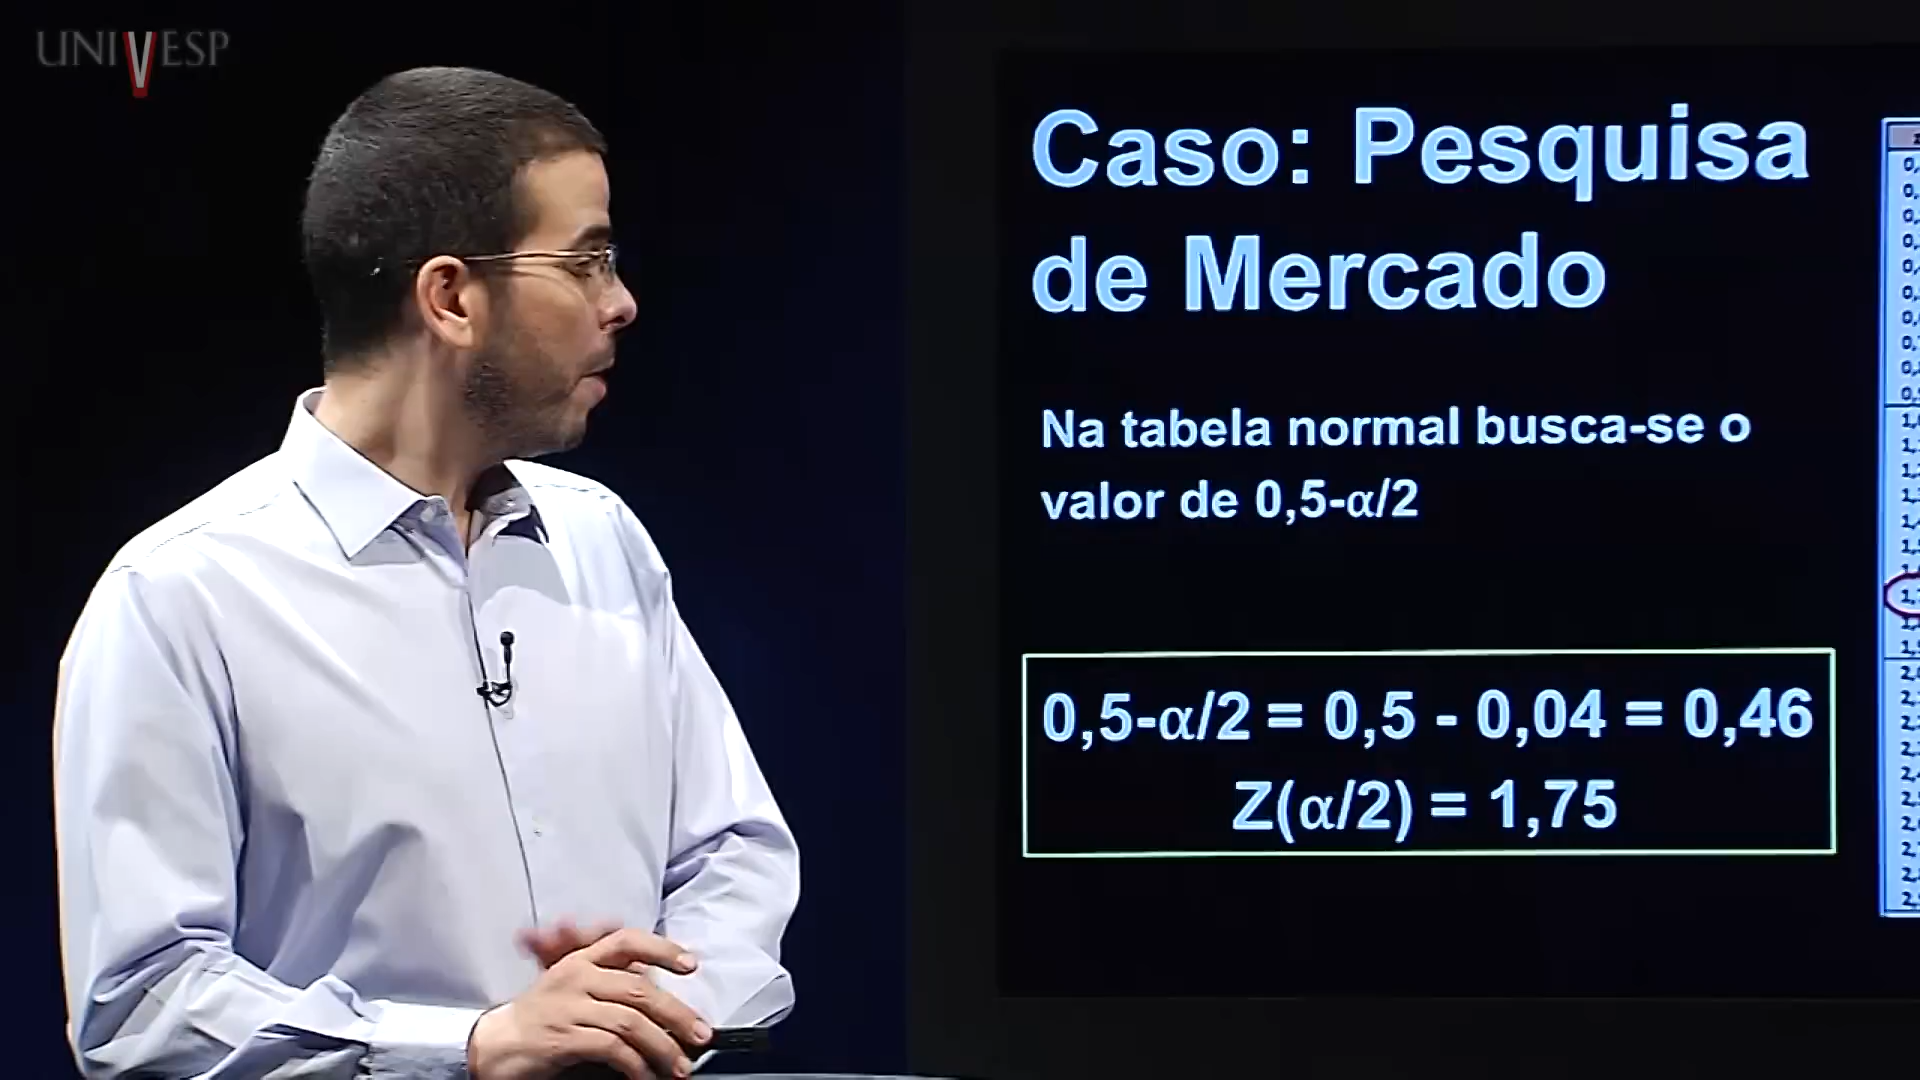 UNIVESP
Caso: Pesquisa
de Mercado
Na tabela normal busca-se o
valor de 0,5-α/2
0,5-α/2 = 0,5 - 0,04 = 0,46
Z(α/2) = 1,75